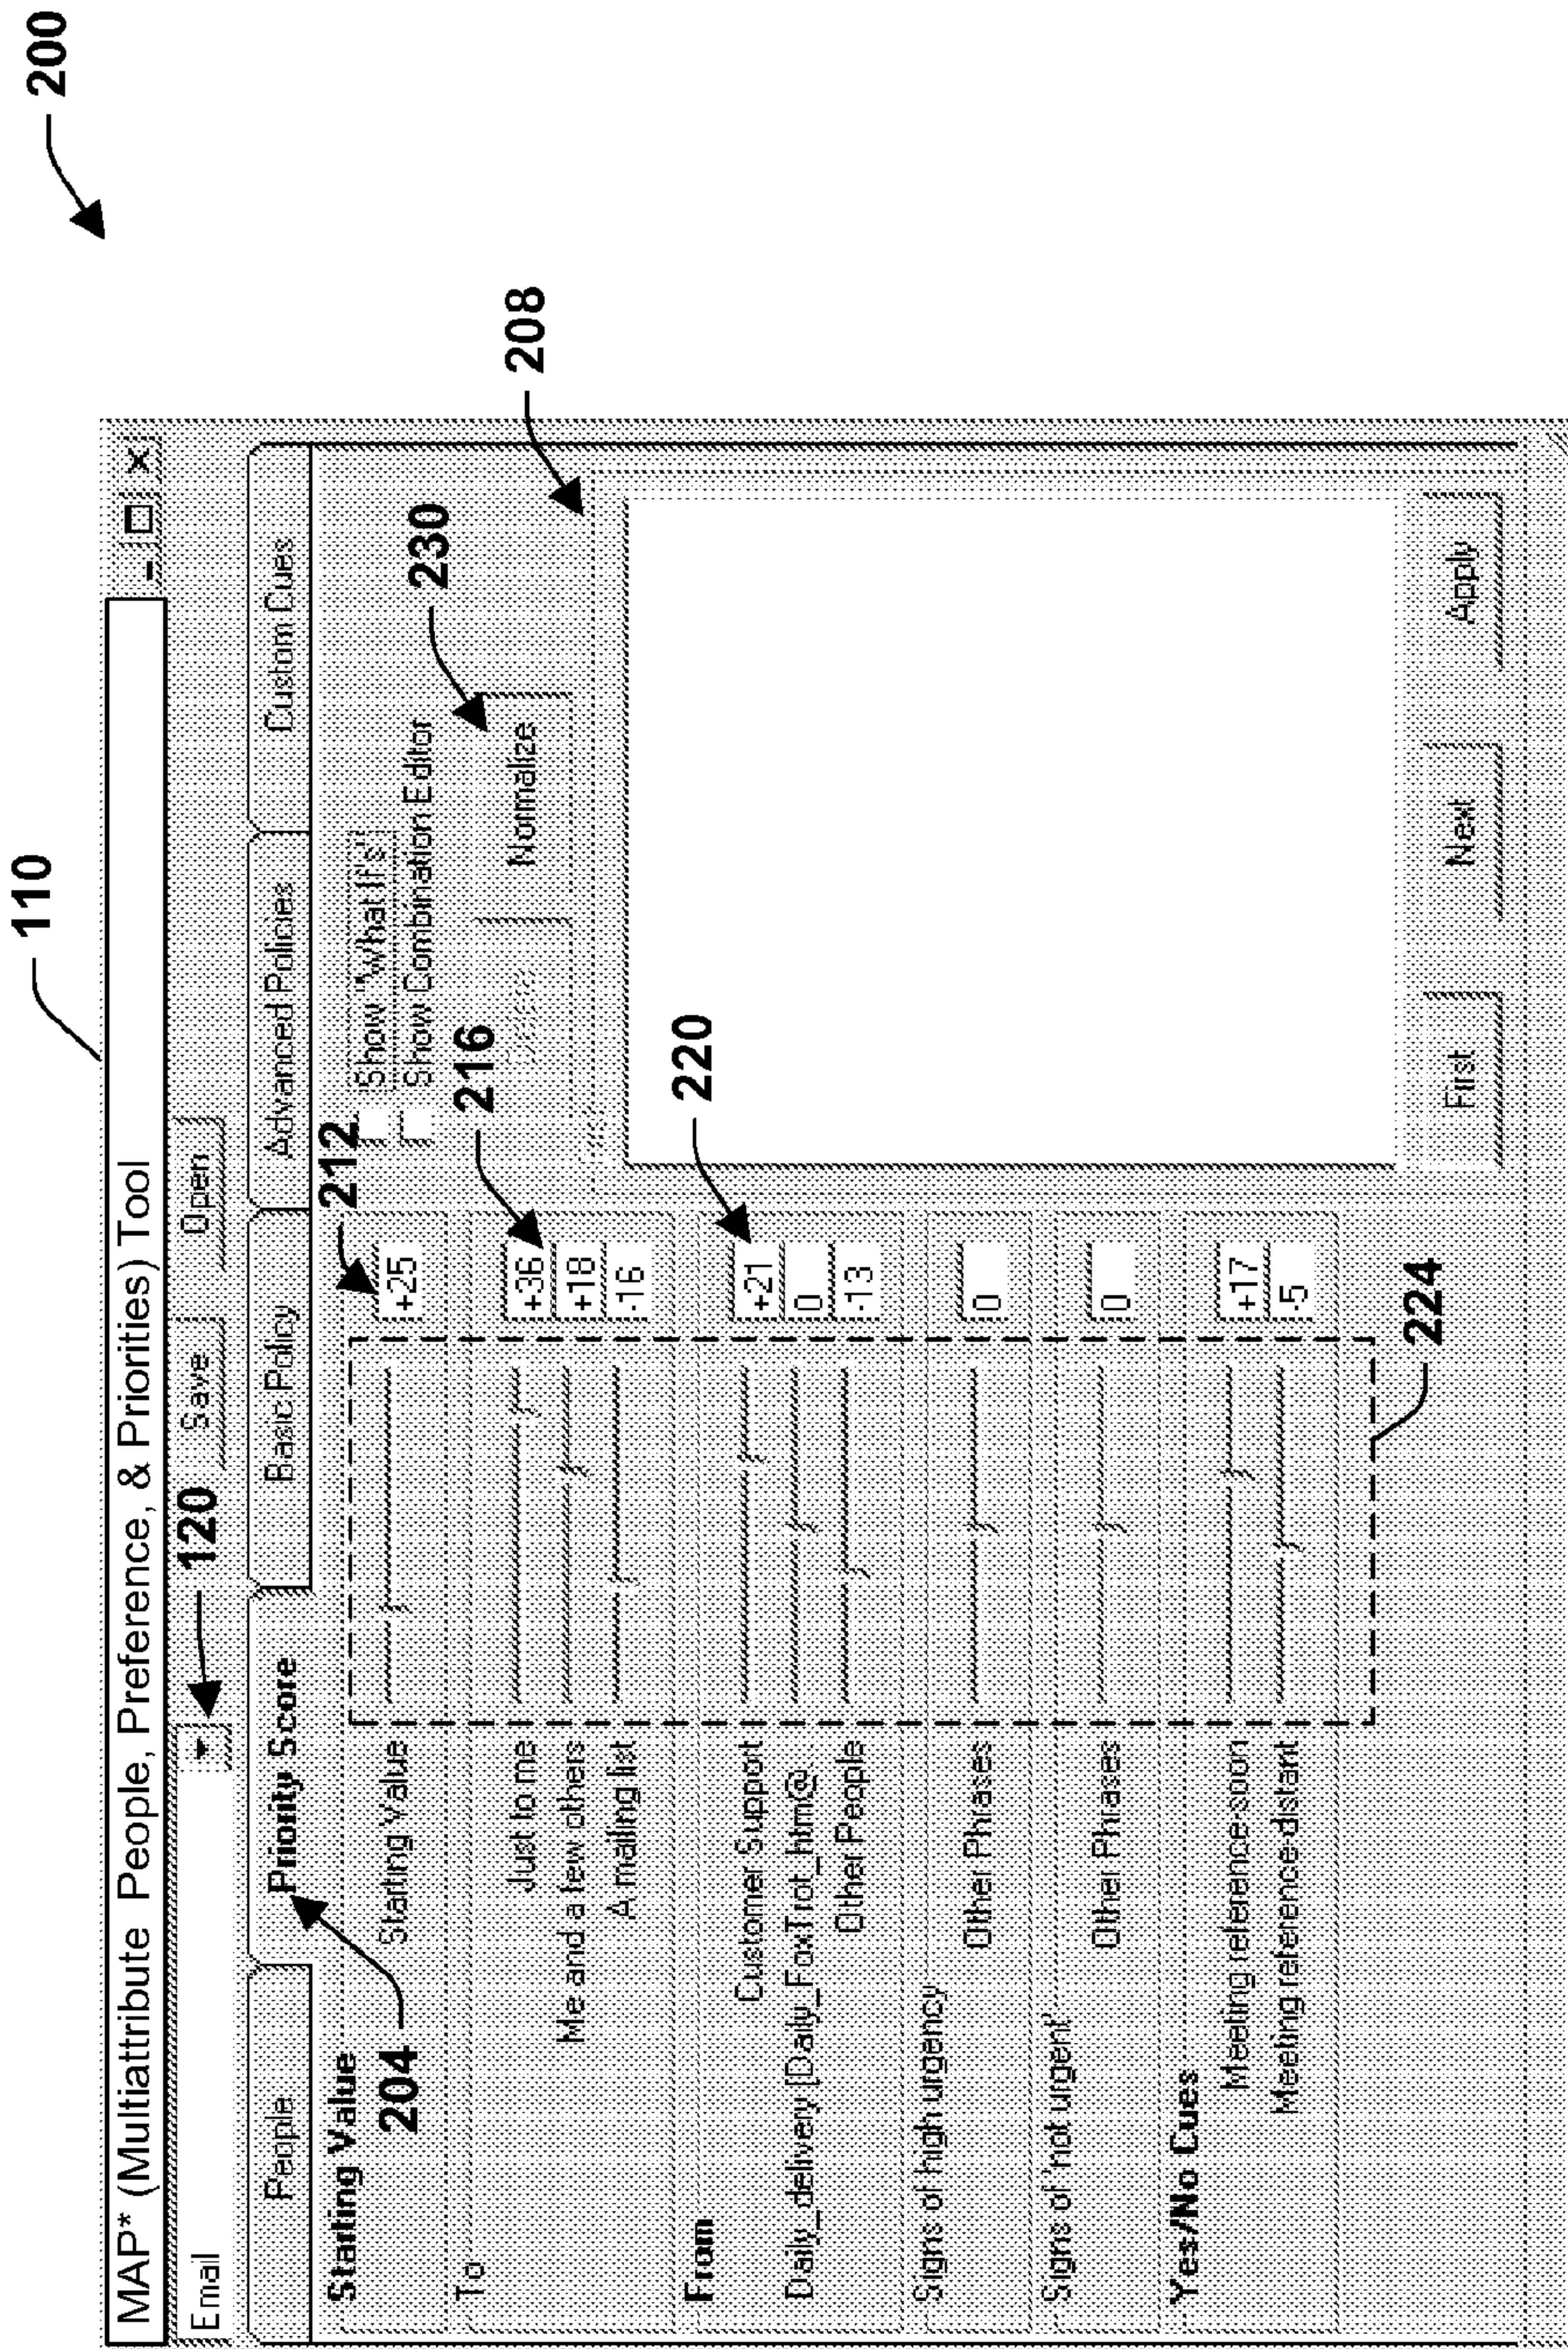 200
110
MAP* (Multiattribute People, Preference, & Priorities) Tool
Email
120
Save
Open
People
Priority Score
Basic Policy
Advanced Policies
Custom Cues
204
212
Starting Value
Starting Value
+25
Show "What If's"
Show Combination Editor
216
230
Normalize
208
To
Just to me
+36
Me and a few others
+18
A mailing list
-16
220
From
Customer Support
+21
Daily_delivery [Daily_FoxTrot_htm@
0
Other People
-13
Signs of high urgency
Other Phrases
0
Signs of 'not urgent'
Other Phrases
0
Yes/No Cues
Meeting reference-soon
+17
Meeting reference-distant
-5
224
First
Next
Apply